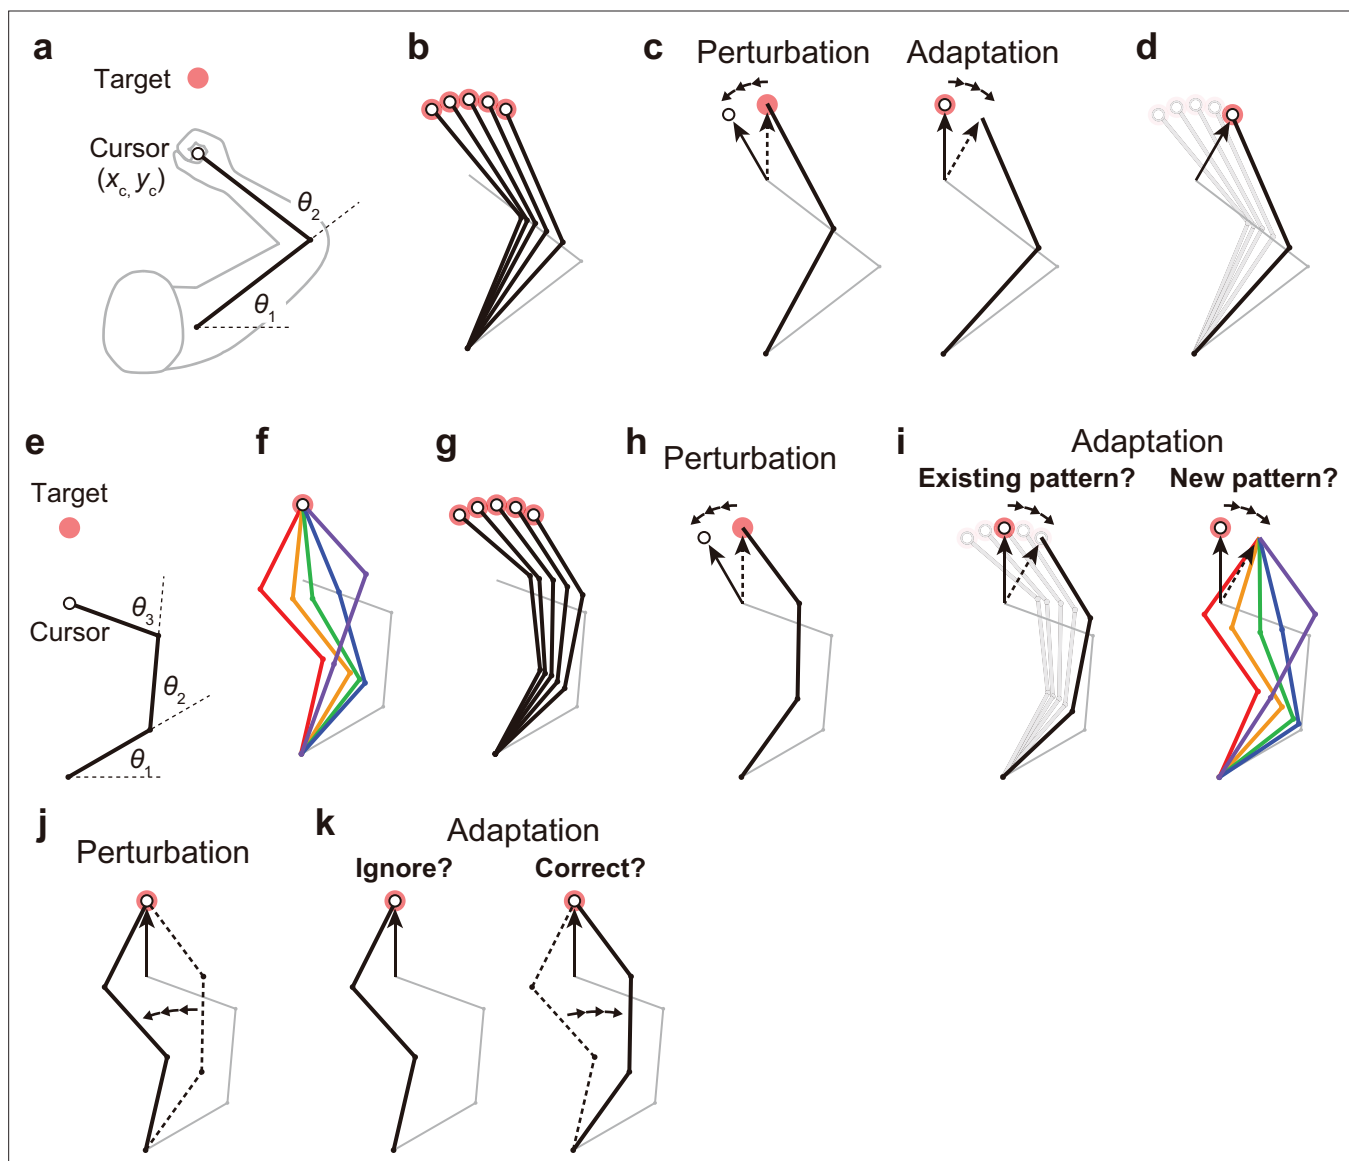 a
Target
Cursor
(xc, yc)
θ2
θ1
b
c
Perturbation
Adaptation
d
e
Target
Cursor
θ3
θ2
θ1
f
g
h
Perturbation
i
Adaptation
Existing pattern?
New pattern?
j
Perturbation
k
Adaptation
Ignore?
Correct?